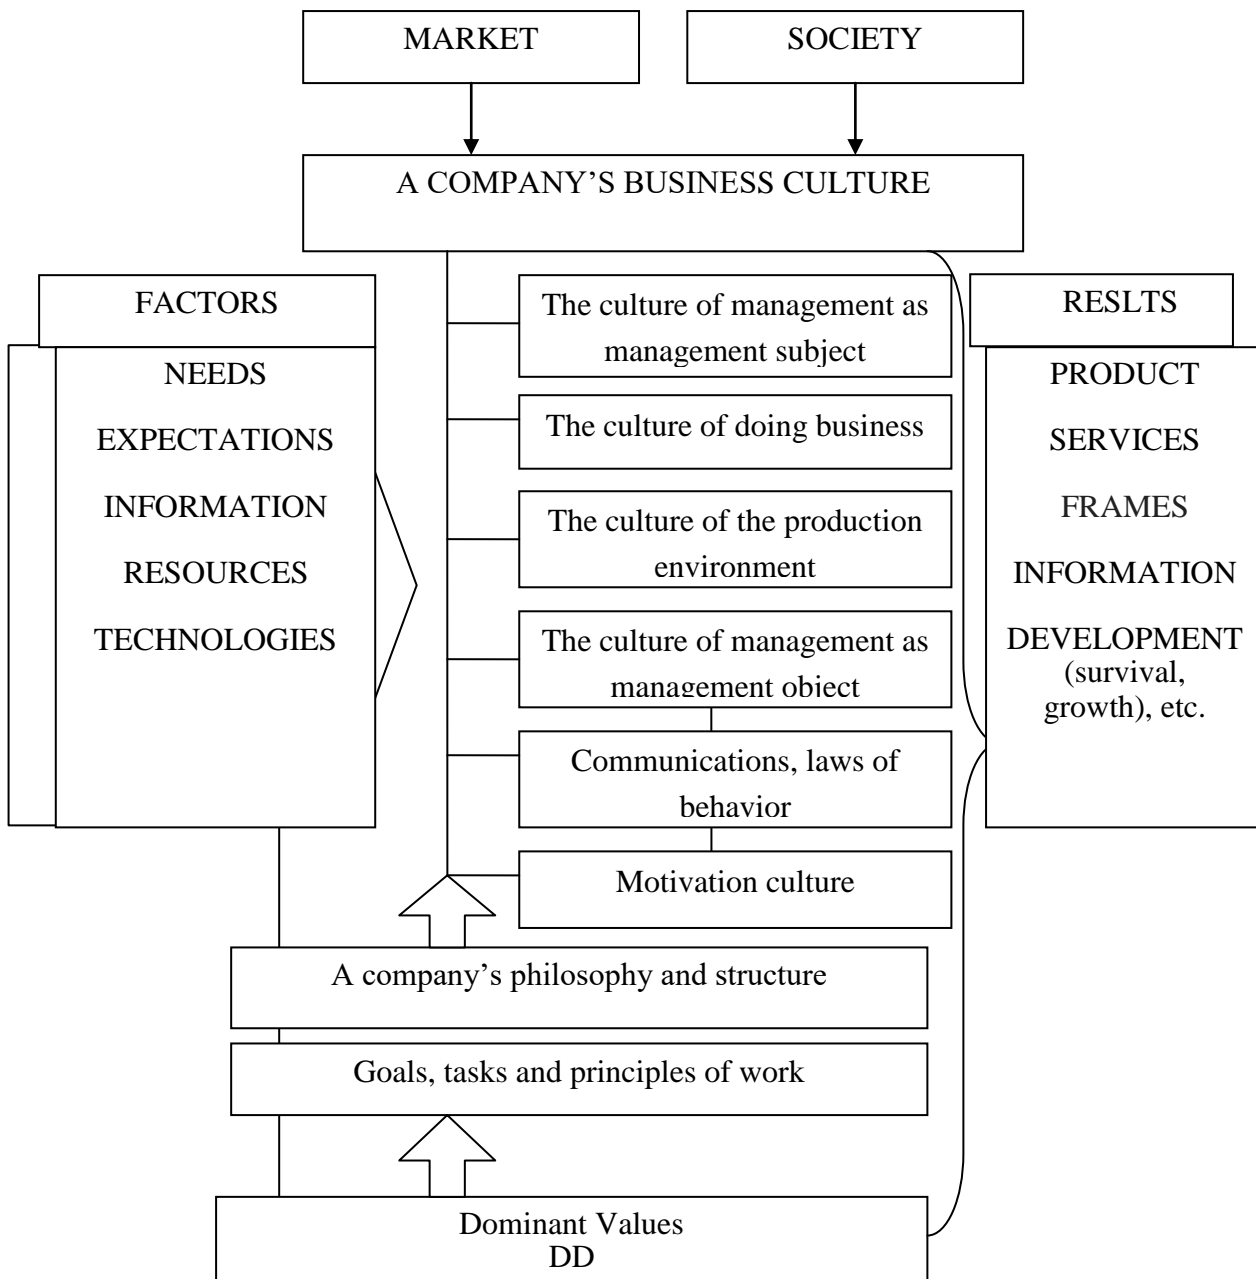 MARKET
SOCIETY
A COMPANY’S BUSINESS CULTURE
FACTORS
NEEDS
EXPECTATIONS
INFORMATION
RESOURCES
TECHNOLOGIES
The culture of management as
management subject
The culture of doing business
The culture of the production
environment
The culture of management as
management object
Communications, laws of
behavior
Motivation culture
RESLTS
PRODUCT
SERVICES
FRAMES
INFORMATION
DEVELOPMENT
(survival,
growth), etc.
A company’s philosophy and structure
Goals, tasks and principles of work
Dominant Values
DD